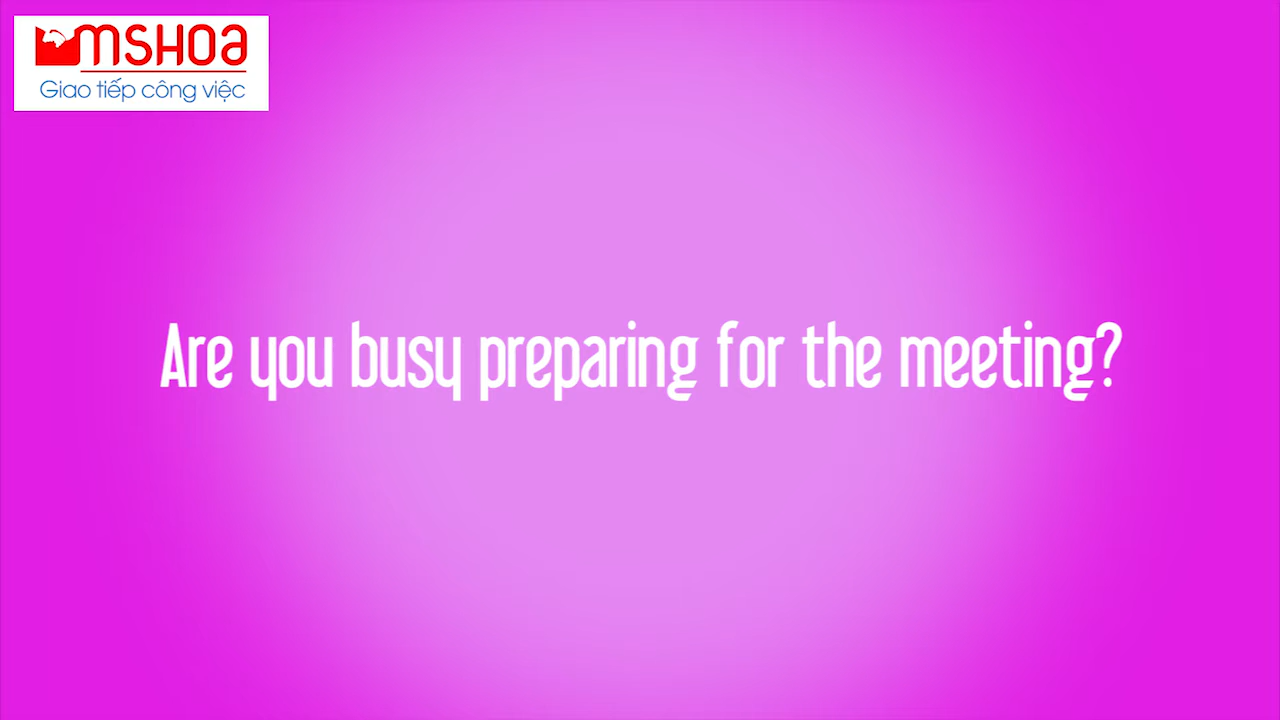 MSHOA
Giao tiếp công việc
Are you busy preparing for the meeting?